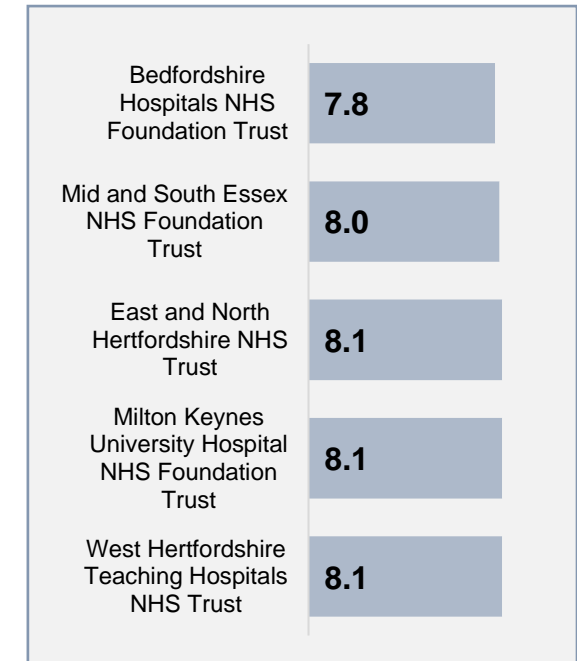 Bedfordshire
Hospitals NHS
Foundation Trust
7.8
Mid and South Essex
NHS Foundation
Trust
8.0
East and North
Hertfordshire NHS
Trust
8.1
Milton Keynes
University Hospital
NHS Foundation
Trust
8.1
West Hertfordshire
Teaching Hospitals
NHS Trust
8.1